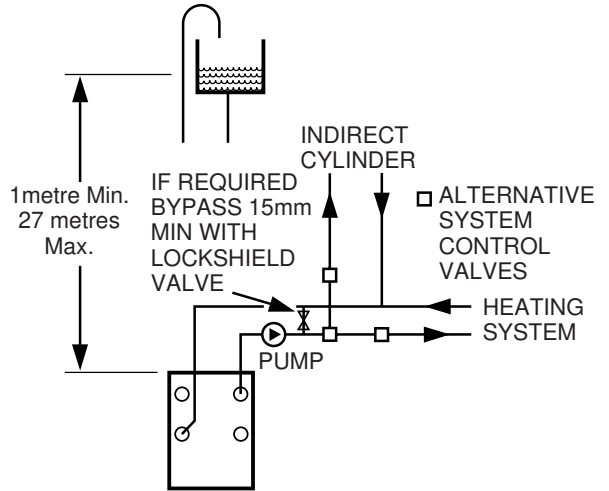 1metre Min.
27 metres
Max.
IF REQUIRED
BYPASS 15mm
MIN WITH
LOCKSHIELD
VALVE
INDIRECT
CYLINDER
ALTERNATIVE
SYSTEM
CONTROL
VALVES
HEATING
SYSTEM
PUMP